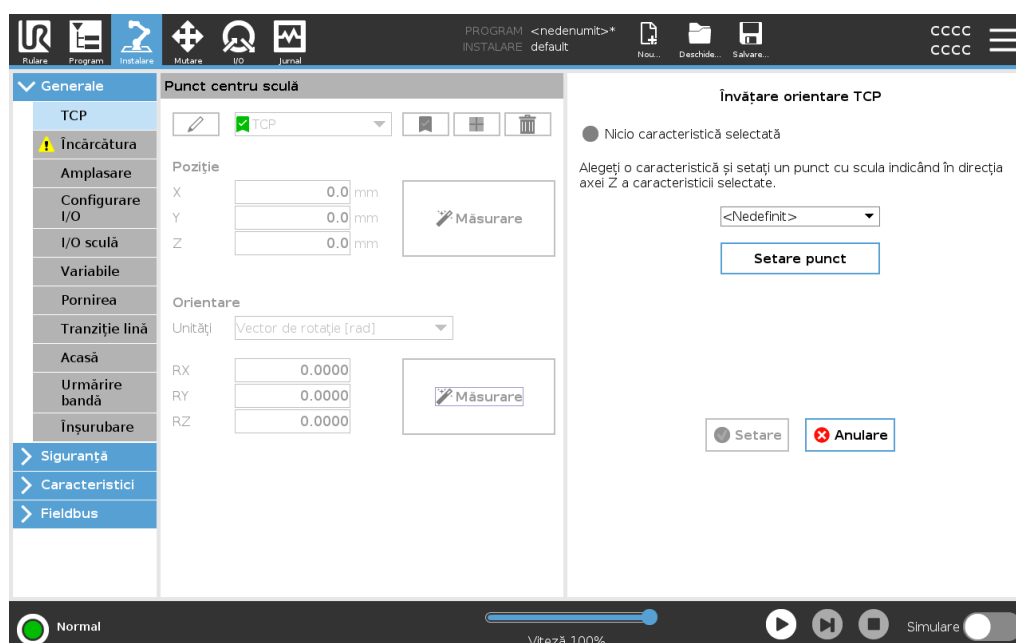 PROGRAM <nedenumit>*
INSTALARE default
cccc
cccc
Rulare Program Instalare Mutare I/O Jurnal Nou... Deschide... Salvare...
Generale
TCP
Încărcătura
Amplasare
Configurare
I/O
I/O sculă
Variabile
Pornirea
Tranziție lină
Acasă
Urmărire
bandă
Înșurubare
Siguranță
Caracteristici
Fieldbus
Punct centru sculă
TCP
Poziție
X 0.0 mm
Y 0.0 mm
Z 0.0 mm
Măsurare
Orientare
Unități Vector de rotație [rad]
RX 0.0000
RY 0.0000
RZ 0.0000
Măsurare
Învățare orientare TCP
Nicio caracteristică selectată
Alegeți o caracteristică și setați un punct cu scula indicând în direcția
axei Z a caracteristicii selectate.
<Nedefinit>
Setare punct
Setare Anulare
Normal
Viteză 100%
Simulare